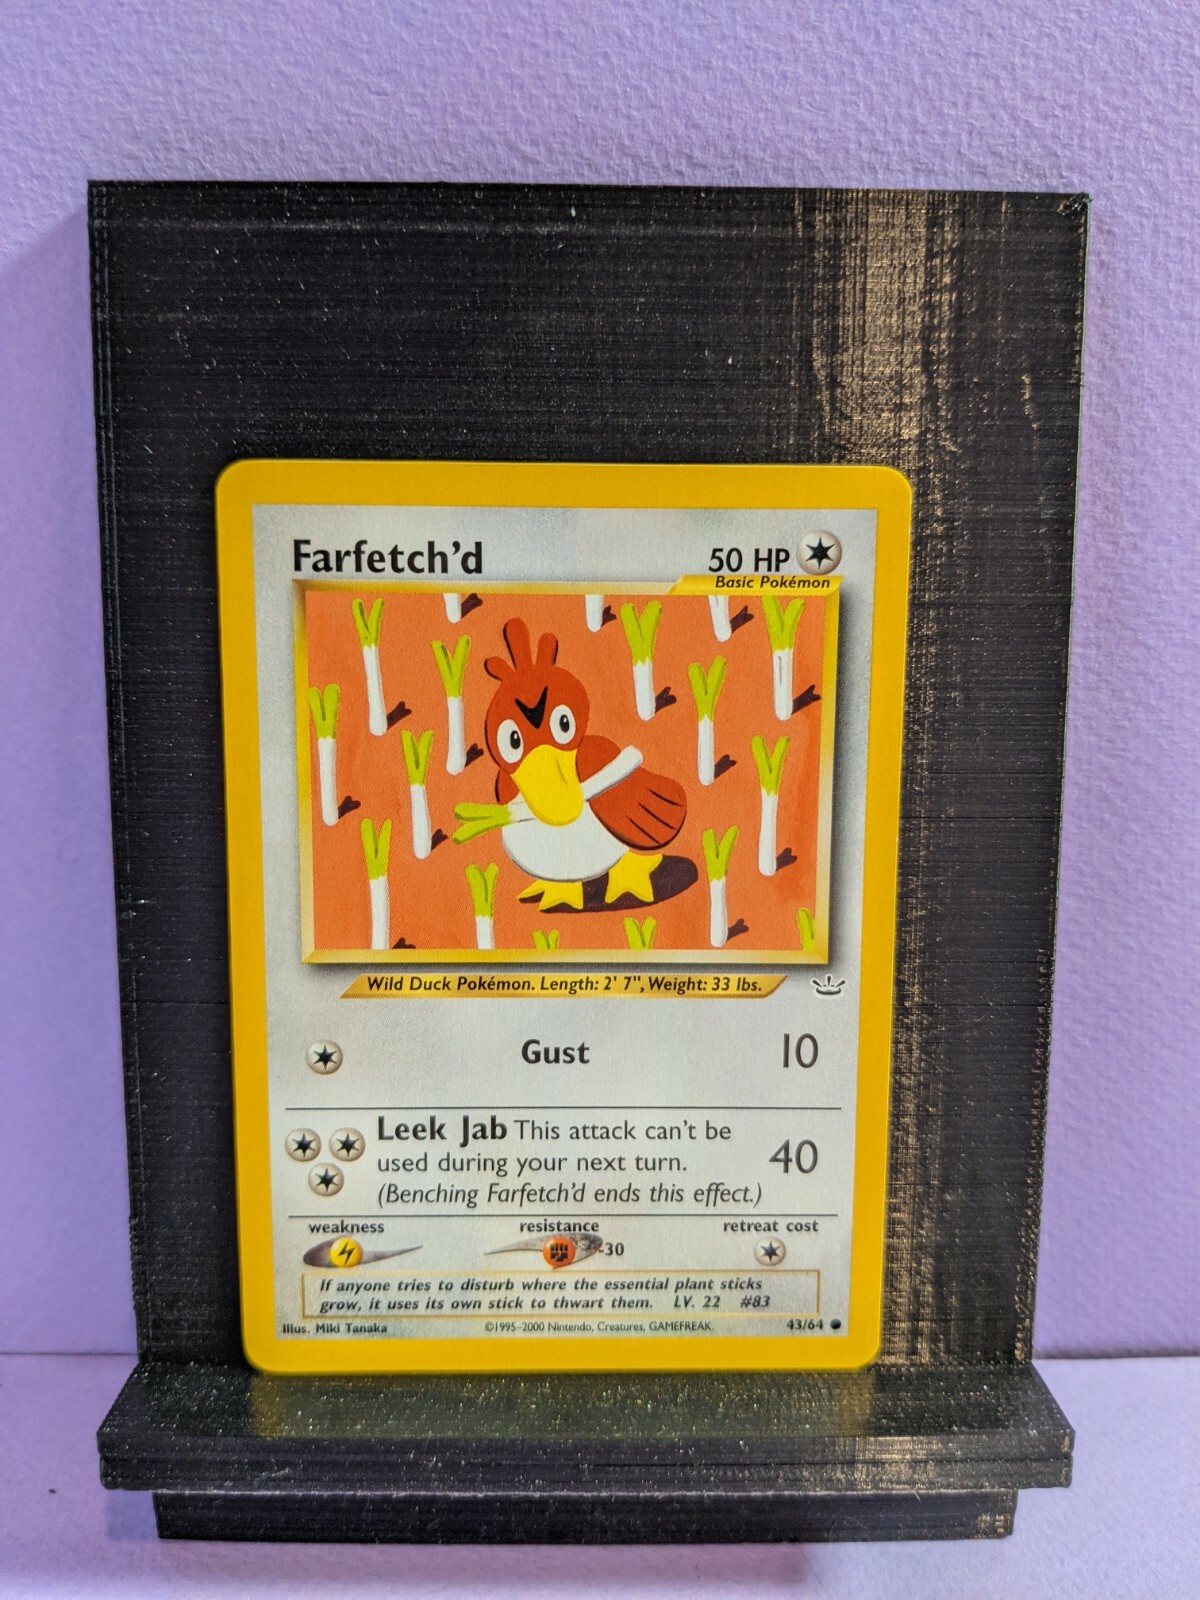 Farfetch'd 50 HP
Basic Pokémon
Wild Duck Pokémon. Length: 2' 7", Weight: 33 lbs.
Gust 10
Leek Jab This attack can't be
used during your next turn. 40
(Benching Farfetch'd ends this effect.)
weakness resistance retreat cost
-30
If anyone tries to disturb where the essential plant sticks
grow, it uses its own stick to thwart them. LV. 22 #83
Illus. Miki Tanaka ©1995-2000 Nintendo, Creatures, GAMEFREAK. 43/64